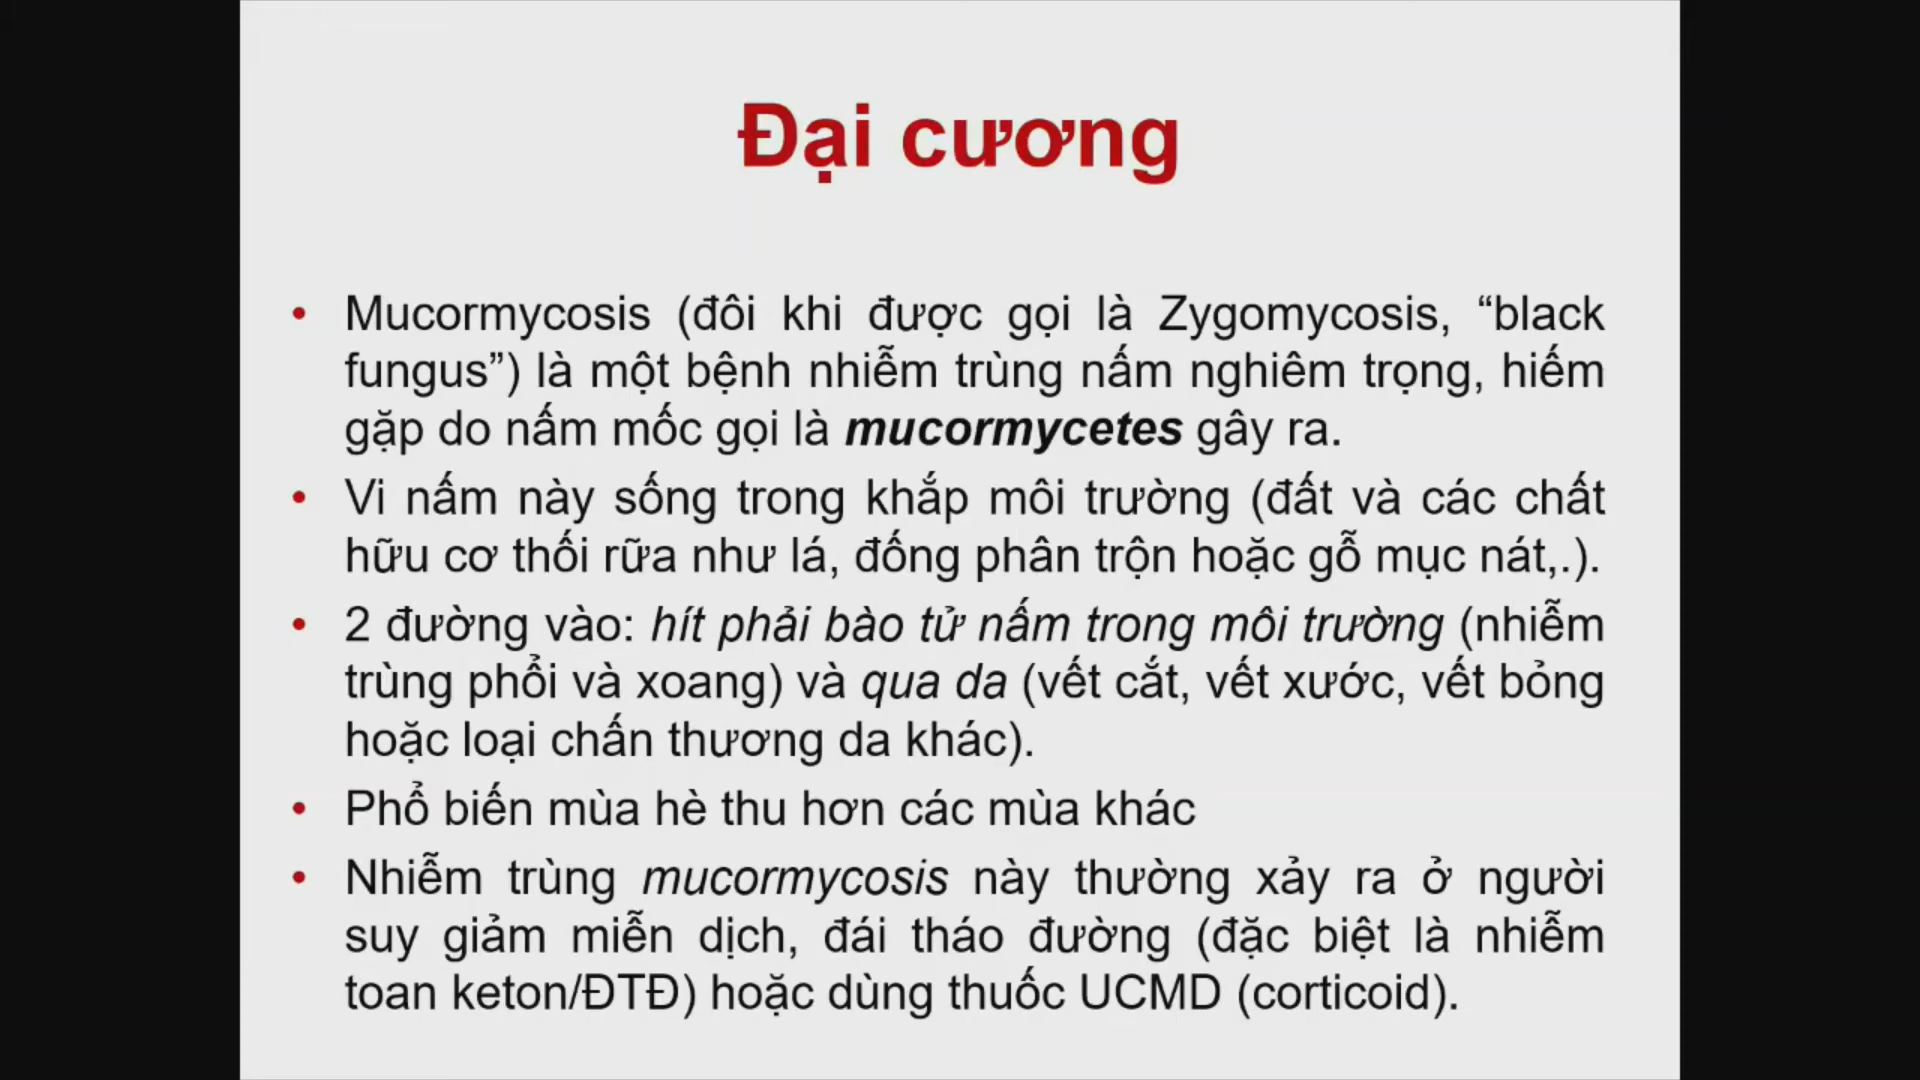 Đại cương
• Mucormycosis (đôi khi được gọi là Zygomycosis, “black
fungus”) là một bệnh nhiễm trùng nấm nghiêm trọng, hiếm
gặp do nấm mốc gọi là mucormycetes gây ra.
• Vi nấm này sống trong khắp môi trường (đất và các chất
hữu cơ thối rữa như lá, đống phân trộn hoặc gỗ mục nát,.).
• 2 đường vào: hít phải bào tử nấm trong môi trường (nhiễm
trùng phổi và xoang) và qua da (vết cắt, vết xước, vết bỏng
hoặc loại chấn thương da khác).
• Phổ biến mùa hè thu hơn các mùa khác
• Nhiễm trùng mucormycosis này thường xảy ra ở người
suy giảm miễn dịch, đái tháo đường (đặc biệt là nhiễm
toan keton/ĐTĐ) hoặc dùng thuốc UCMD (corticoid).